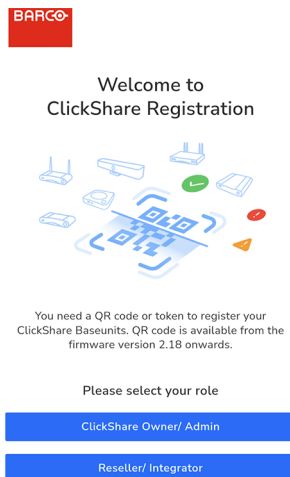 BARCO
Welcome to
ClickShare Registration
You need a QR code or token to register your
ClickShare Baseunits. QR code is available from the
firmware version 2.18 onwards.
Please select your role
ClickShare Owner/ Admin
Reseller/ Integrator